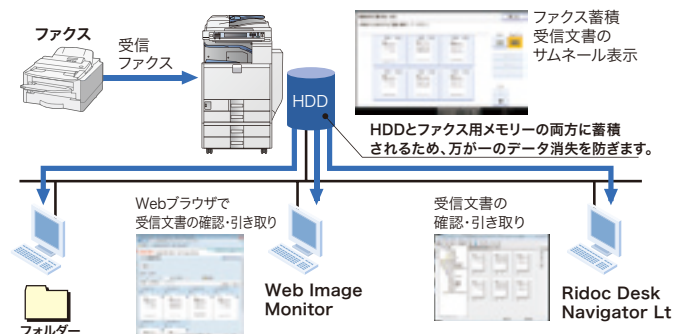 ファクス
受信
ファクス
HDD
ファクス蓄積
受信文書の
サムネール表示
HDDとファクス用メモリーの両方に蓄積
されるため、万が一のデータ消失を防ぎます。
Webブラウザで
受信文書の確認・引き取り
受信文書の
確認・引き取り
Web Image
Monitor
Ridoc Desk
Navigator Lt
フォルダー